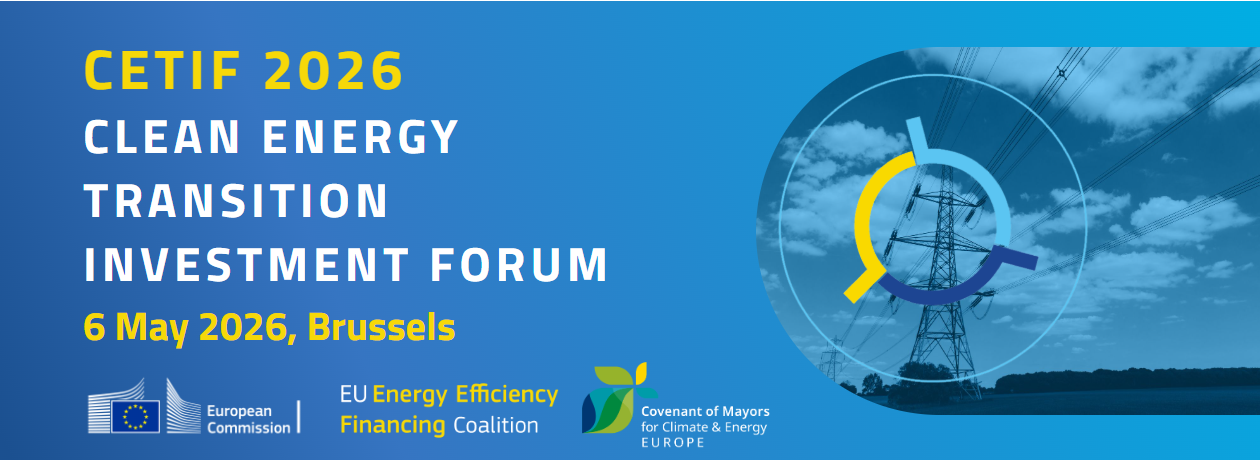 CETIF 2026
CLEAN ENERGY
TRANSITION
INVESTMENT FORUM
6 May 2026, Brussels
European
Commission
EU Energy Efficiency
Financing Coalition
Covenant of Mayors
for Climate & Energy
EUROPE